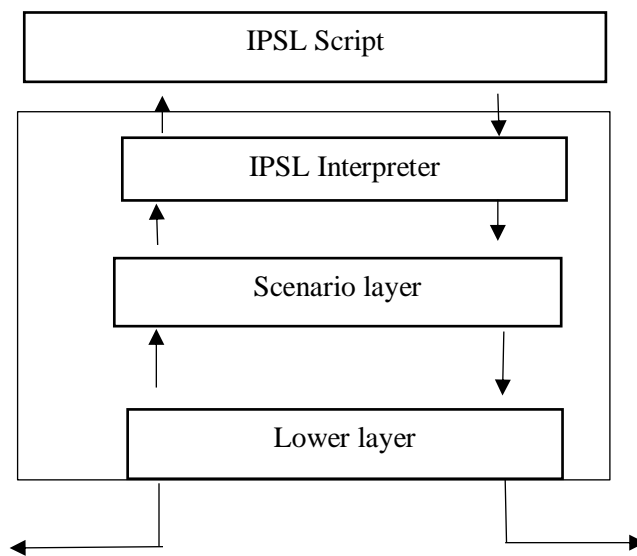 IPSL Script
IPSL Interpreter
Scenario layer
Lower layer